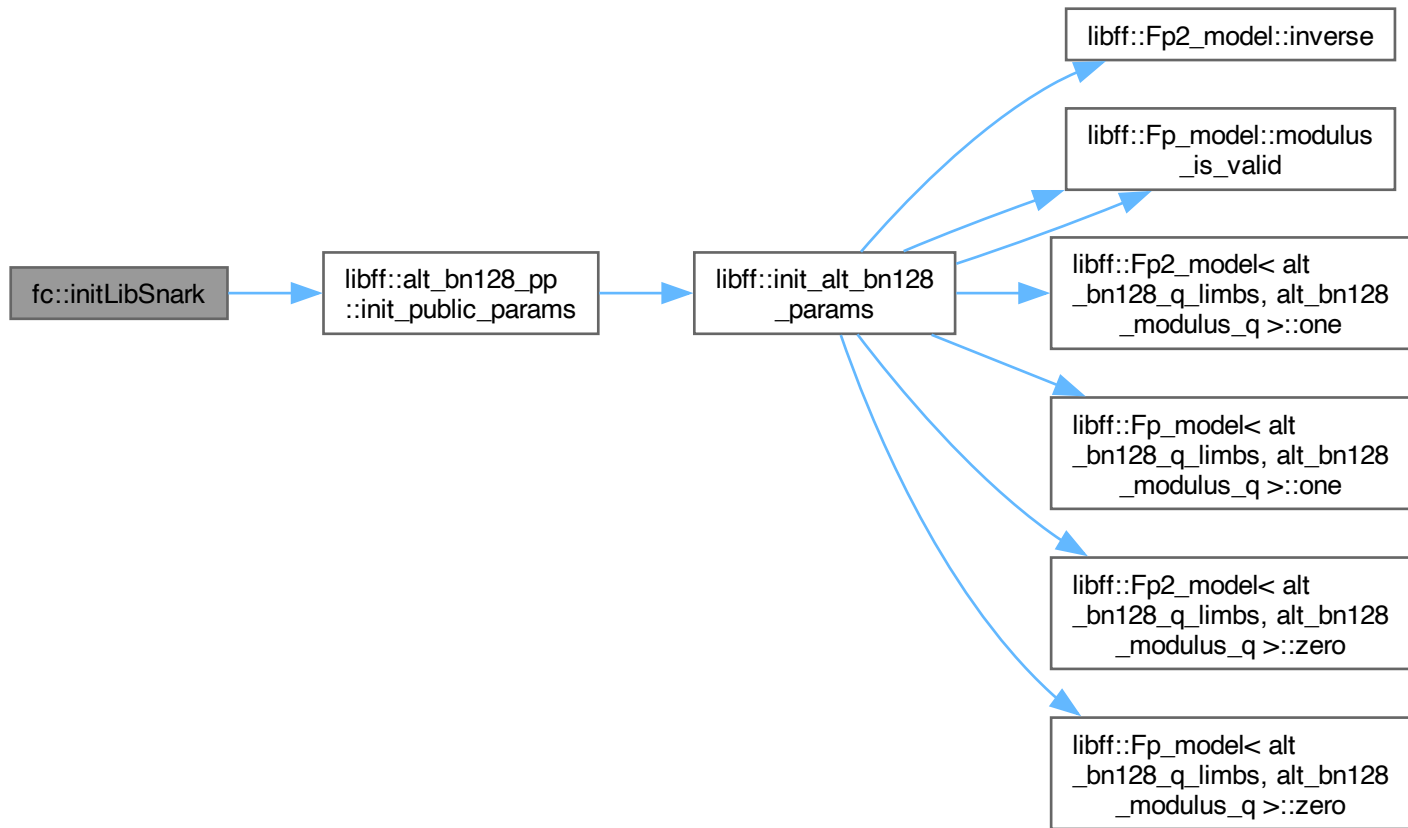 fc::initLibSnark
libff::alt_bn128_pp
::init_public_params
libff::init_alt_bn128
_params
libff::Fp2_model::inverse
libff::Fp_model::modulus
_is_valid
libff::Fp2_model< alt
_bn128_q_limbs, alt_bn128
_modulus_q >::one
libff::Fp_model< alt
_bn128_q_limbs, alt_bn128
_modulus_q >::one
libff::Fp2_model< alt
_bn128_q_limbs, alt_bn128
_modulus_q >::zero
libff::Fp_model< alt
_bn128_q_limbs, alt_bn128
_modulus_q >::zero